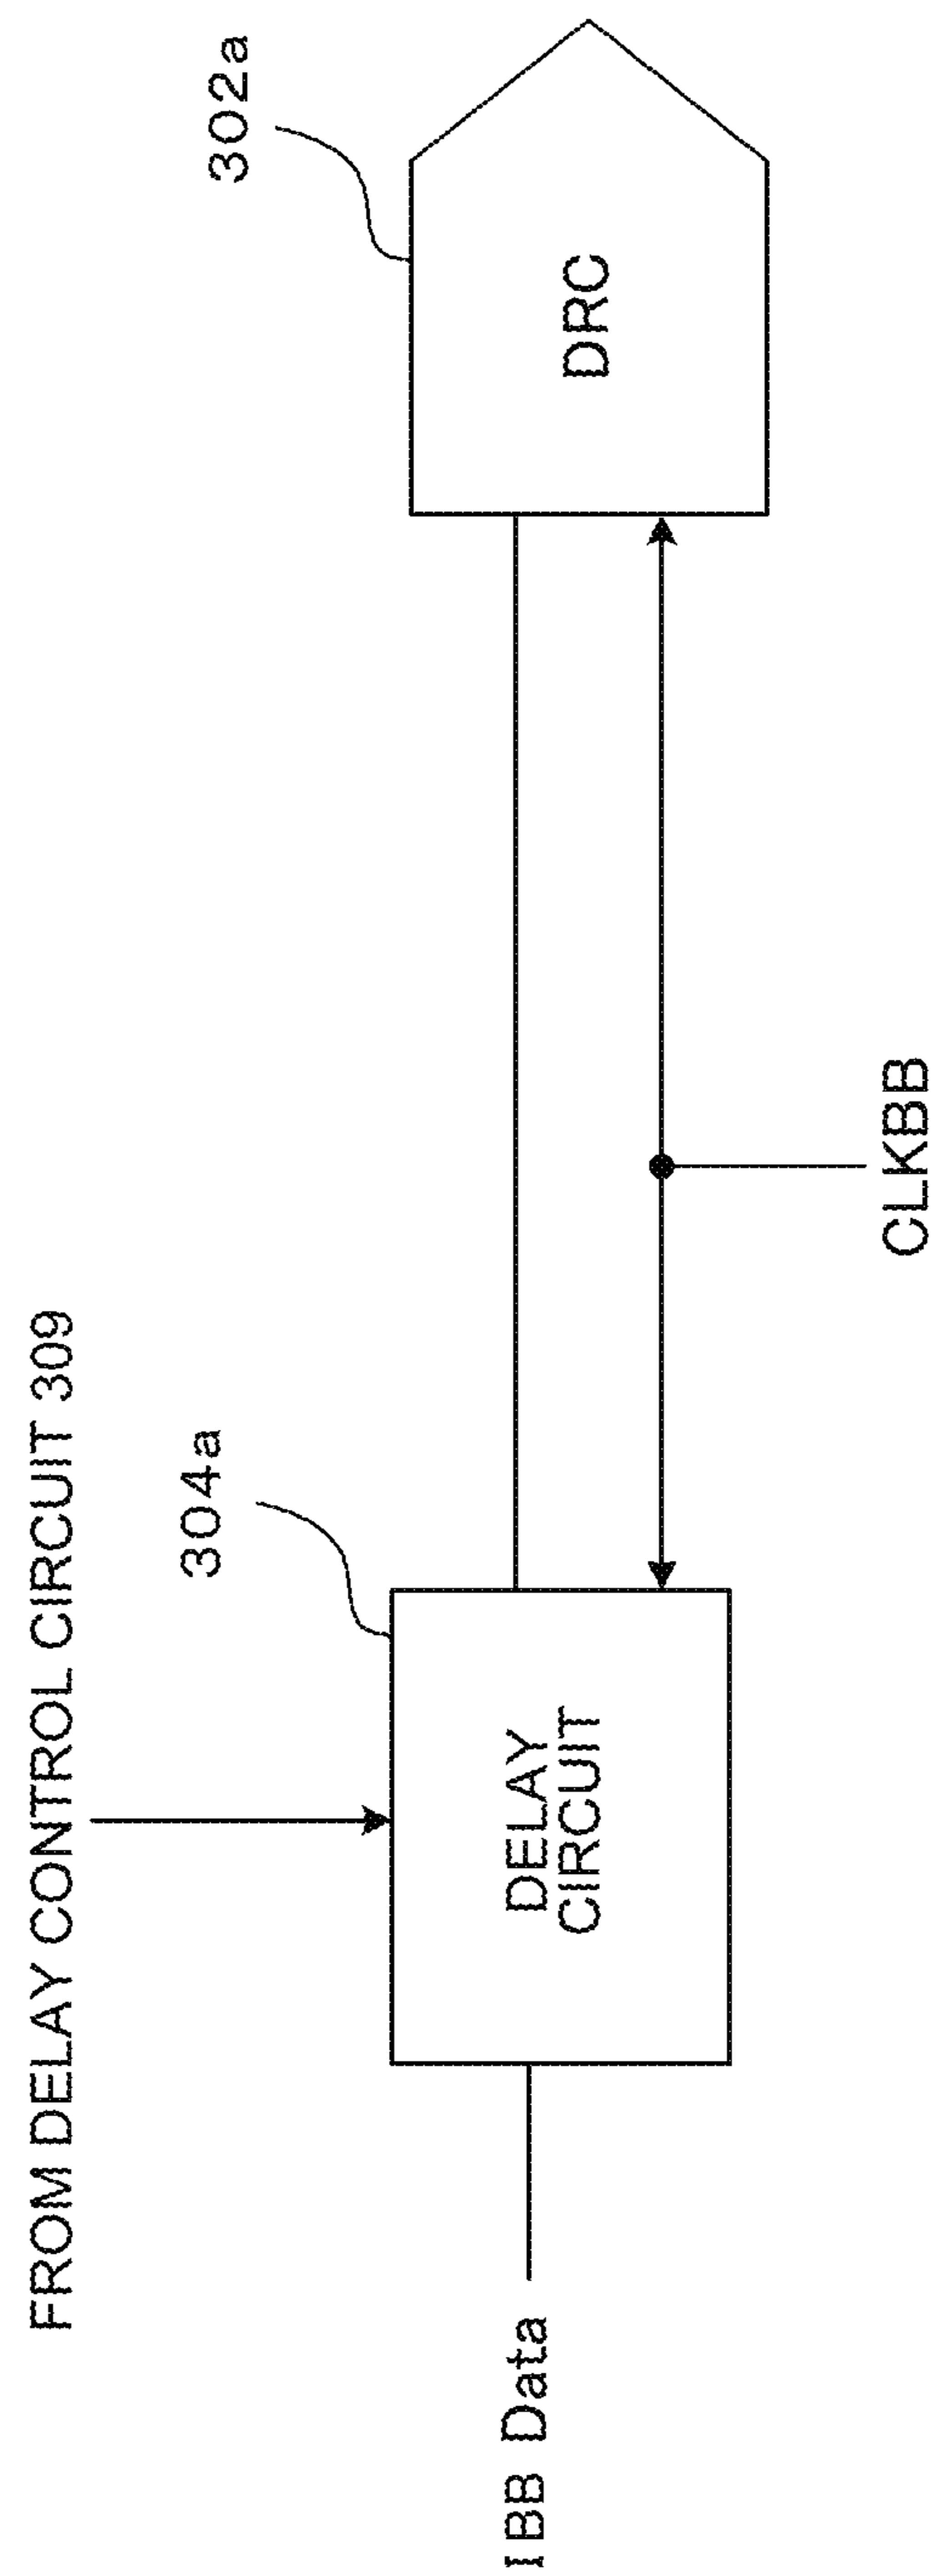 FROM DELAY CONTROL CIRCUIT 309
304a
302a
IBB Data
DELAY
CIRCUIT
DRC
CLKBB